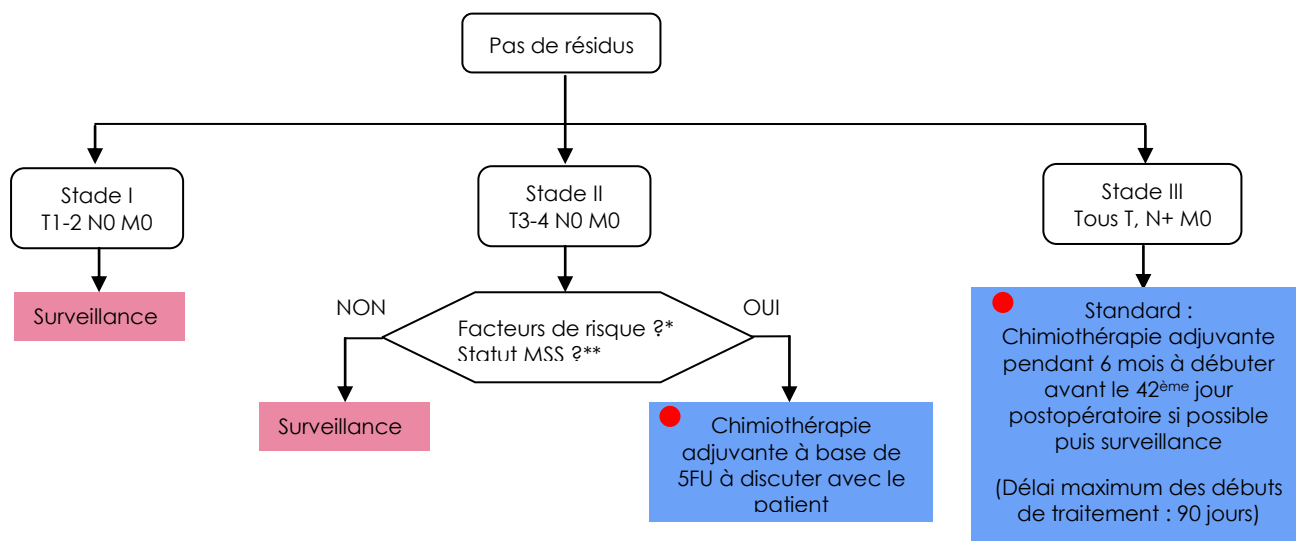 Pas de résidus
Stade I
T1-2 N0 M0
Stade II
T3-4 N0 M0
Stade III
Tous T, N+ M0
Surveillance
NON
Facteurs de risque ?*
Statut MSS ?**
OUI
Surveillance
Chimiothérapie
adjuvante à base de
5FU à discuter avec le
patient
Standard :
Chimiothérapie adjuvante
pendant 6 mois à débuter
avant le 42ème jour
postopératoire si possible
puis surveillance
(Délai maximum des débuts
de traitement : 90 jours)